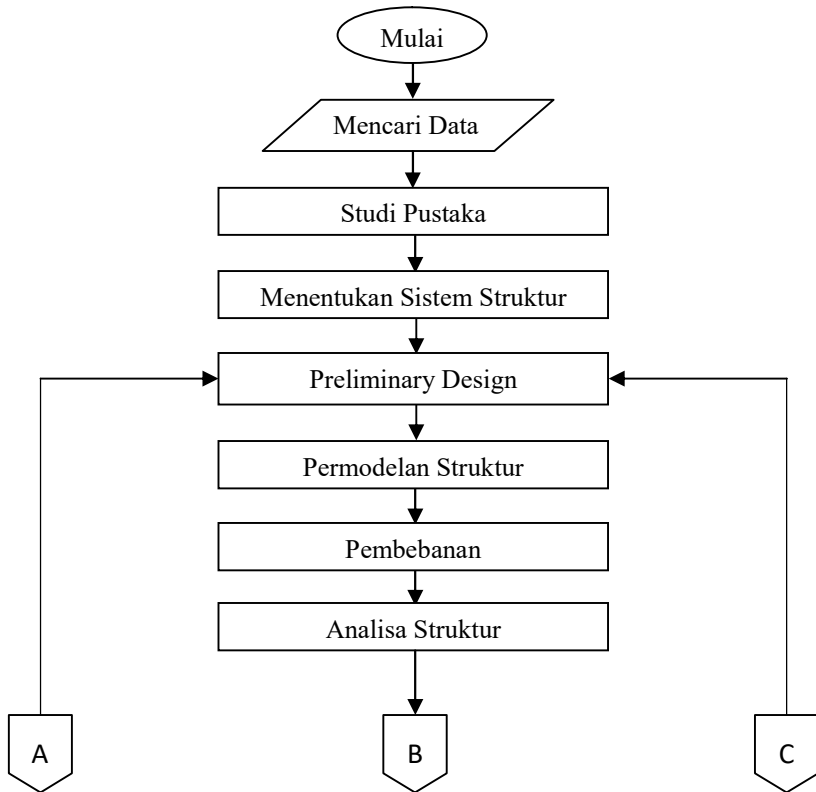 Mulai
Mencari Data
Studi Pustaka
Menentukan Sistem Struktur
Preliminary Design
Permodelan Struktur
Pembebanan
Analisa Struktur
A
B
C